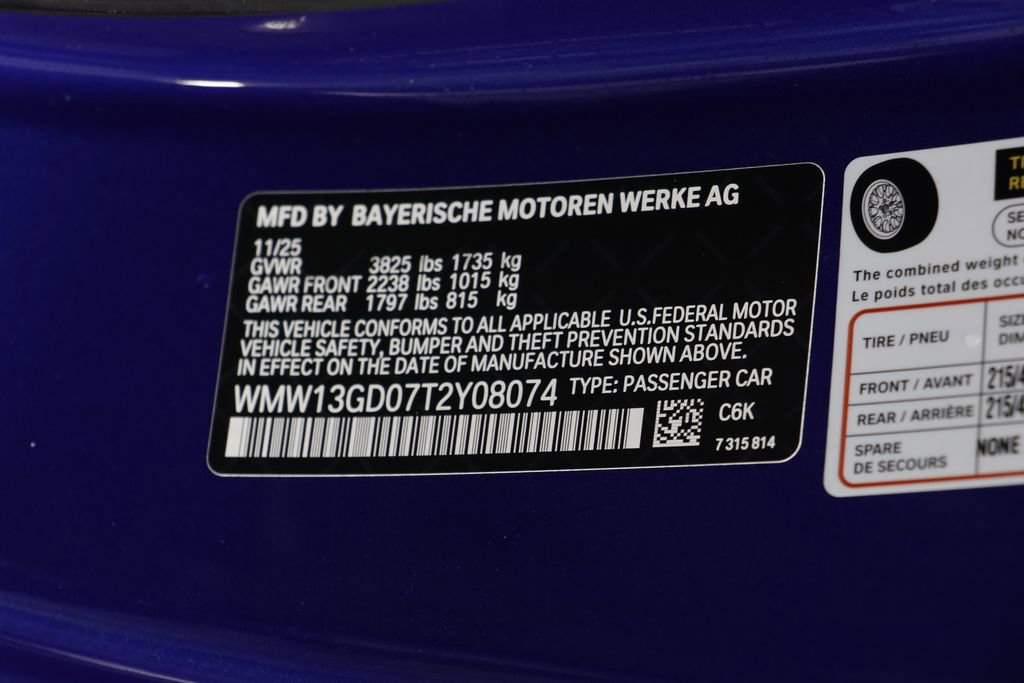 MFD BY BAYERISCHE MOTOREN WERKE AG
11/25
GVWR 3825 lbs 1735 kg
GAWR FRONT 2238 lbs 1015 kg
GAWR REAR 1797 lbs 815 kg
THIS VEHICLE CONFORMS TO ALL APPLICABLE U.S.FEDERAL MOTOR
VEHICLE SAFETY, BUMPER AND THEFT PREVENTION STANDARDS
IN EFFECT ON THE DATE OF MANUFACTURE SHOWN ABOVE.
WMW13GD07T2Y08074 TYPE: PASSENGER CAR
C6K
7 315 814
The combined weight
Le poids total des
TIRE / PNEU
FRONT / AVANT 215/4
REAR / ARRIÈRE 215/4
SPARE
DE SECOURS
NONE